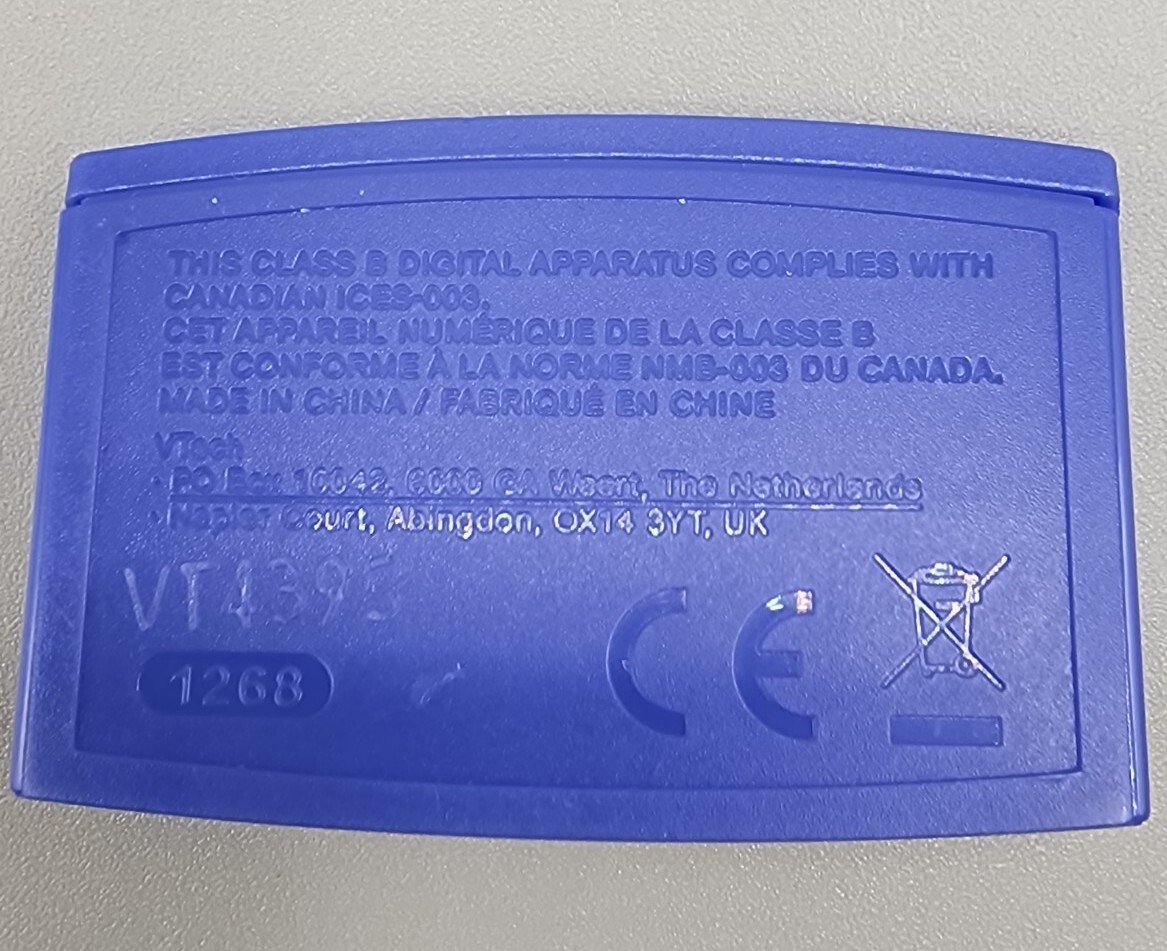 THIS CLASS B DIGITAL APPARATUS COMPLIES WITH
CANADIAN ICES-003.
CET APPAREIL NUMÉRIQUE DE LA CLASSE B
EST CONFORME À LA NORME NMB-003 DU CANADA.
MADE IN CHINA / FABRIQUÉ EN CHINE
VTech
· PO Box 10042, 6000 GA Weert, The Netherlands
· Napier Court, Abingdon, OX14 3YT, UK
CE
1268